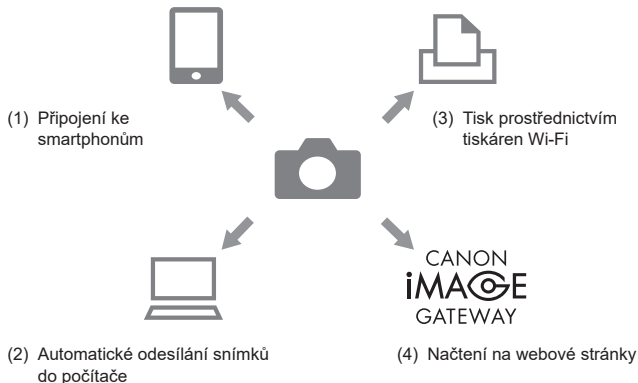 (1) Připojení ke
smartphonům
(3) Tisk prostřednictvím
tiskáren Wi-Fi
CANON
iMAGE
GATEWAY
(2) Automatické odesílání snímků
do počítače
(4) Načtení na webové stránky